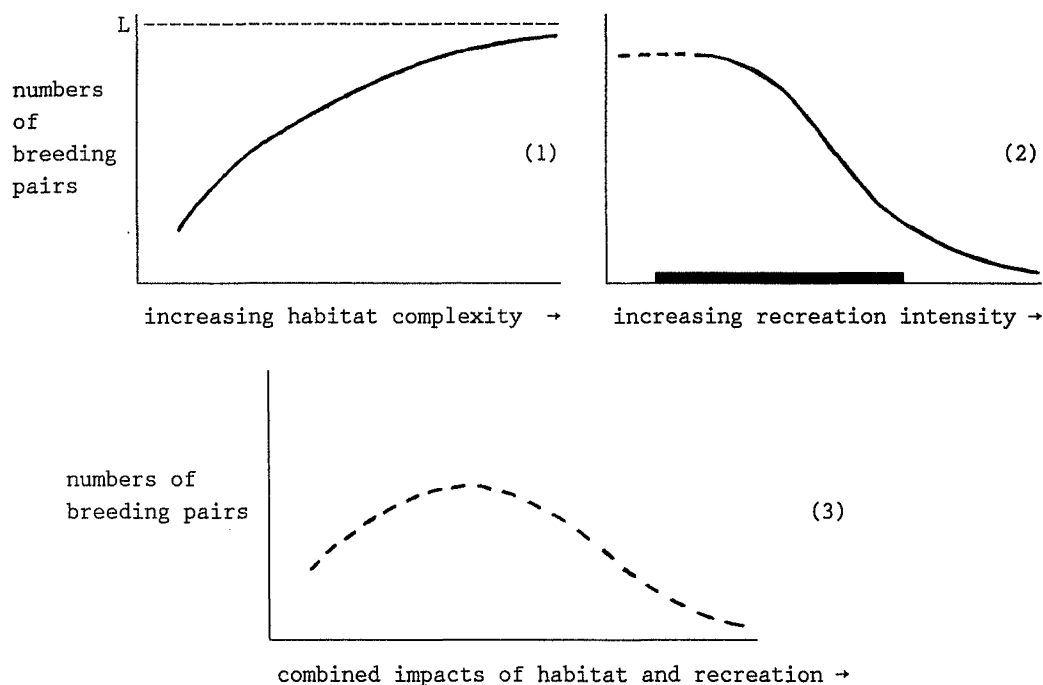 L
numbers
of
breeding
pairs
(1)
(2)
increasing habitat complexity →
increasing recreation intensity →
numbers of
breeding pairs
(3)
combined impacts of habitat and recreation →